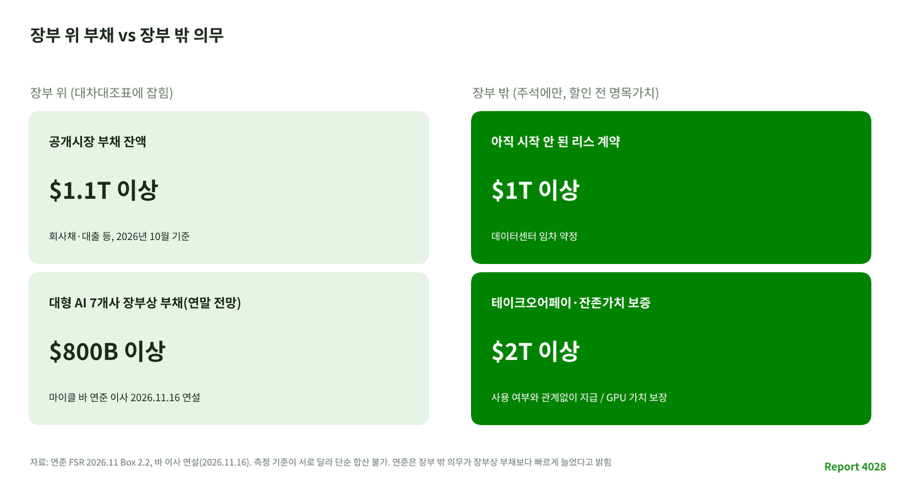 장부 위 부채 vs 장부 밖 의무
장부 위 (대차대조표에 잡힘)
공개시장 부채 잔액
$1.1T 이상
회사채·대출 등, 2026년 10월 기준
대형 AI 7개사 장부상 부채(연말 전망)
$800B 이상
마이클 바 연준 이사 2026.11.16 연설
장부 밖 (주석에만, 할인 전 명목가치)
아직 시작 안 된 리스 계약
$1T 이상
데이터센터 임차 약정
테이크오어페이·잔존가치 보증
$2T 이상
사용 여부와 관계없이 지급 / GPU 가치 보장
자료: 연준 FSR 2026.11 Box 2.2, 바 이사 연설(2026.11.16). 측정 기준이 서로 달라 단순 합산 불가. 연준은 장부 밖 의무가 장부상 부채보다 빠르게 늘었다고 밝힘
Report 4028